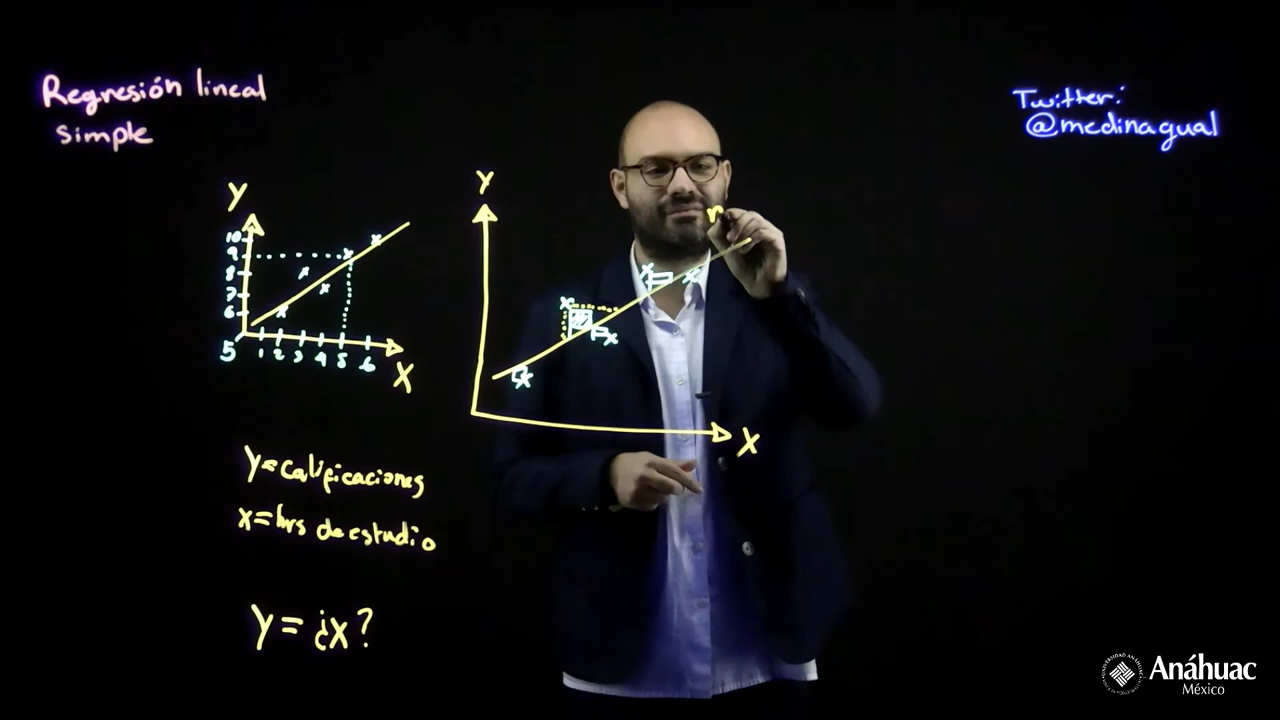 Regresión lineal
simple
Twitter:
@medinagual
Y
10
9
8
7
6
5
1 2 3 4 5 6
X
Y
X
y=calificaciones
x=hrs de estudio
y=¿x?
Anáhuac
México